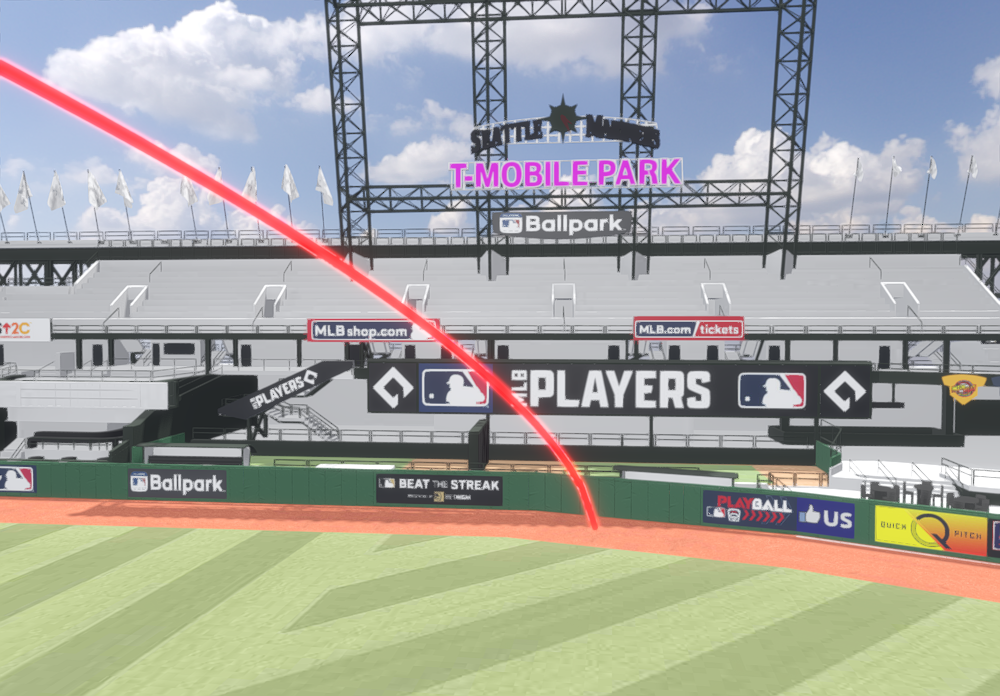 SEATTLE MARINERS
T-MOBILE PARK
Ballpark
MLBshop.com
MLB.com/tickets
2C
MLB PLAYERS
PLAYERS
Ballpark
BEAT THE STREAK
PLAYBALL
US
QUICK PITCH